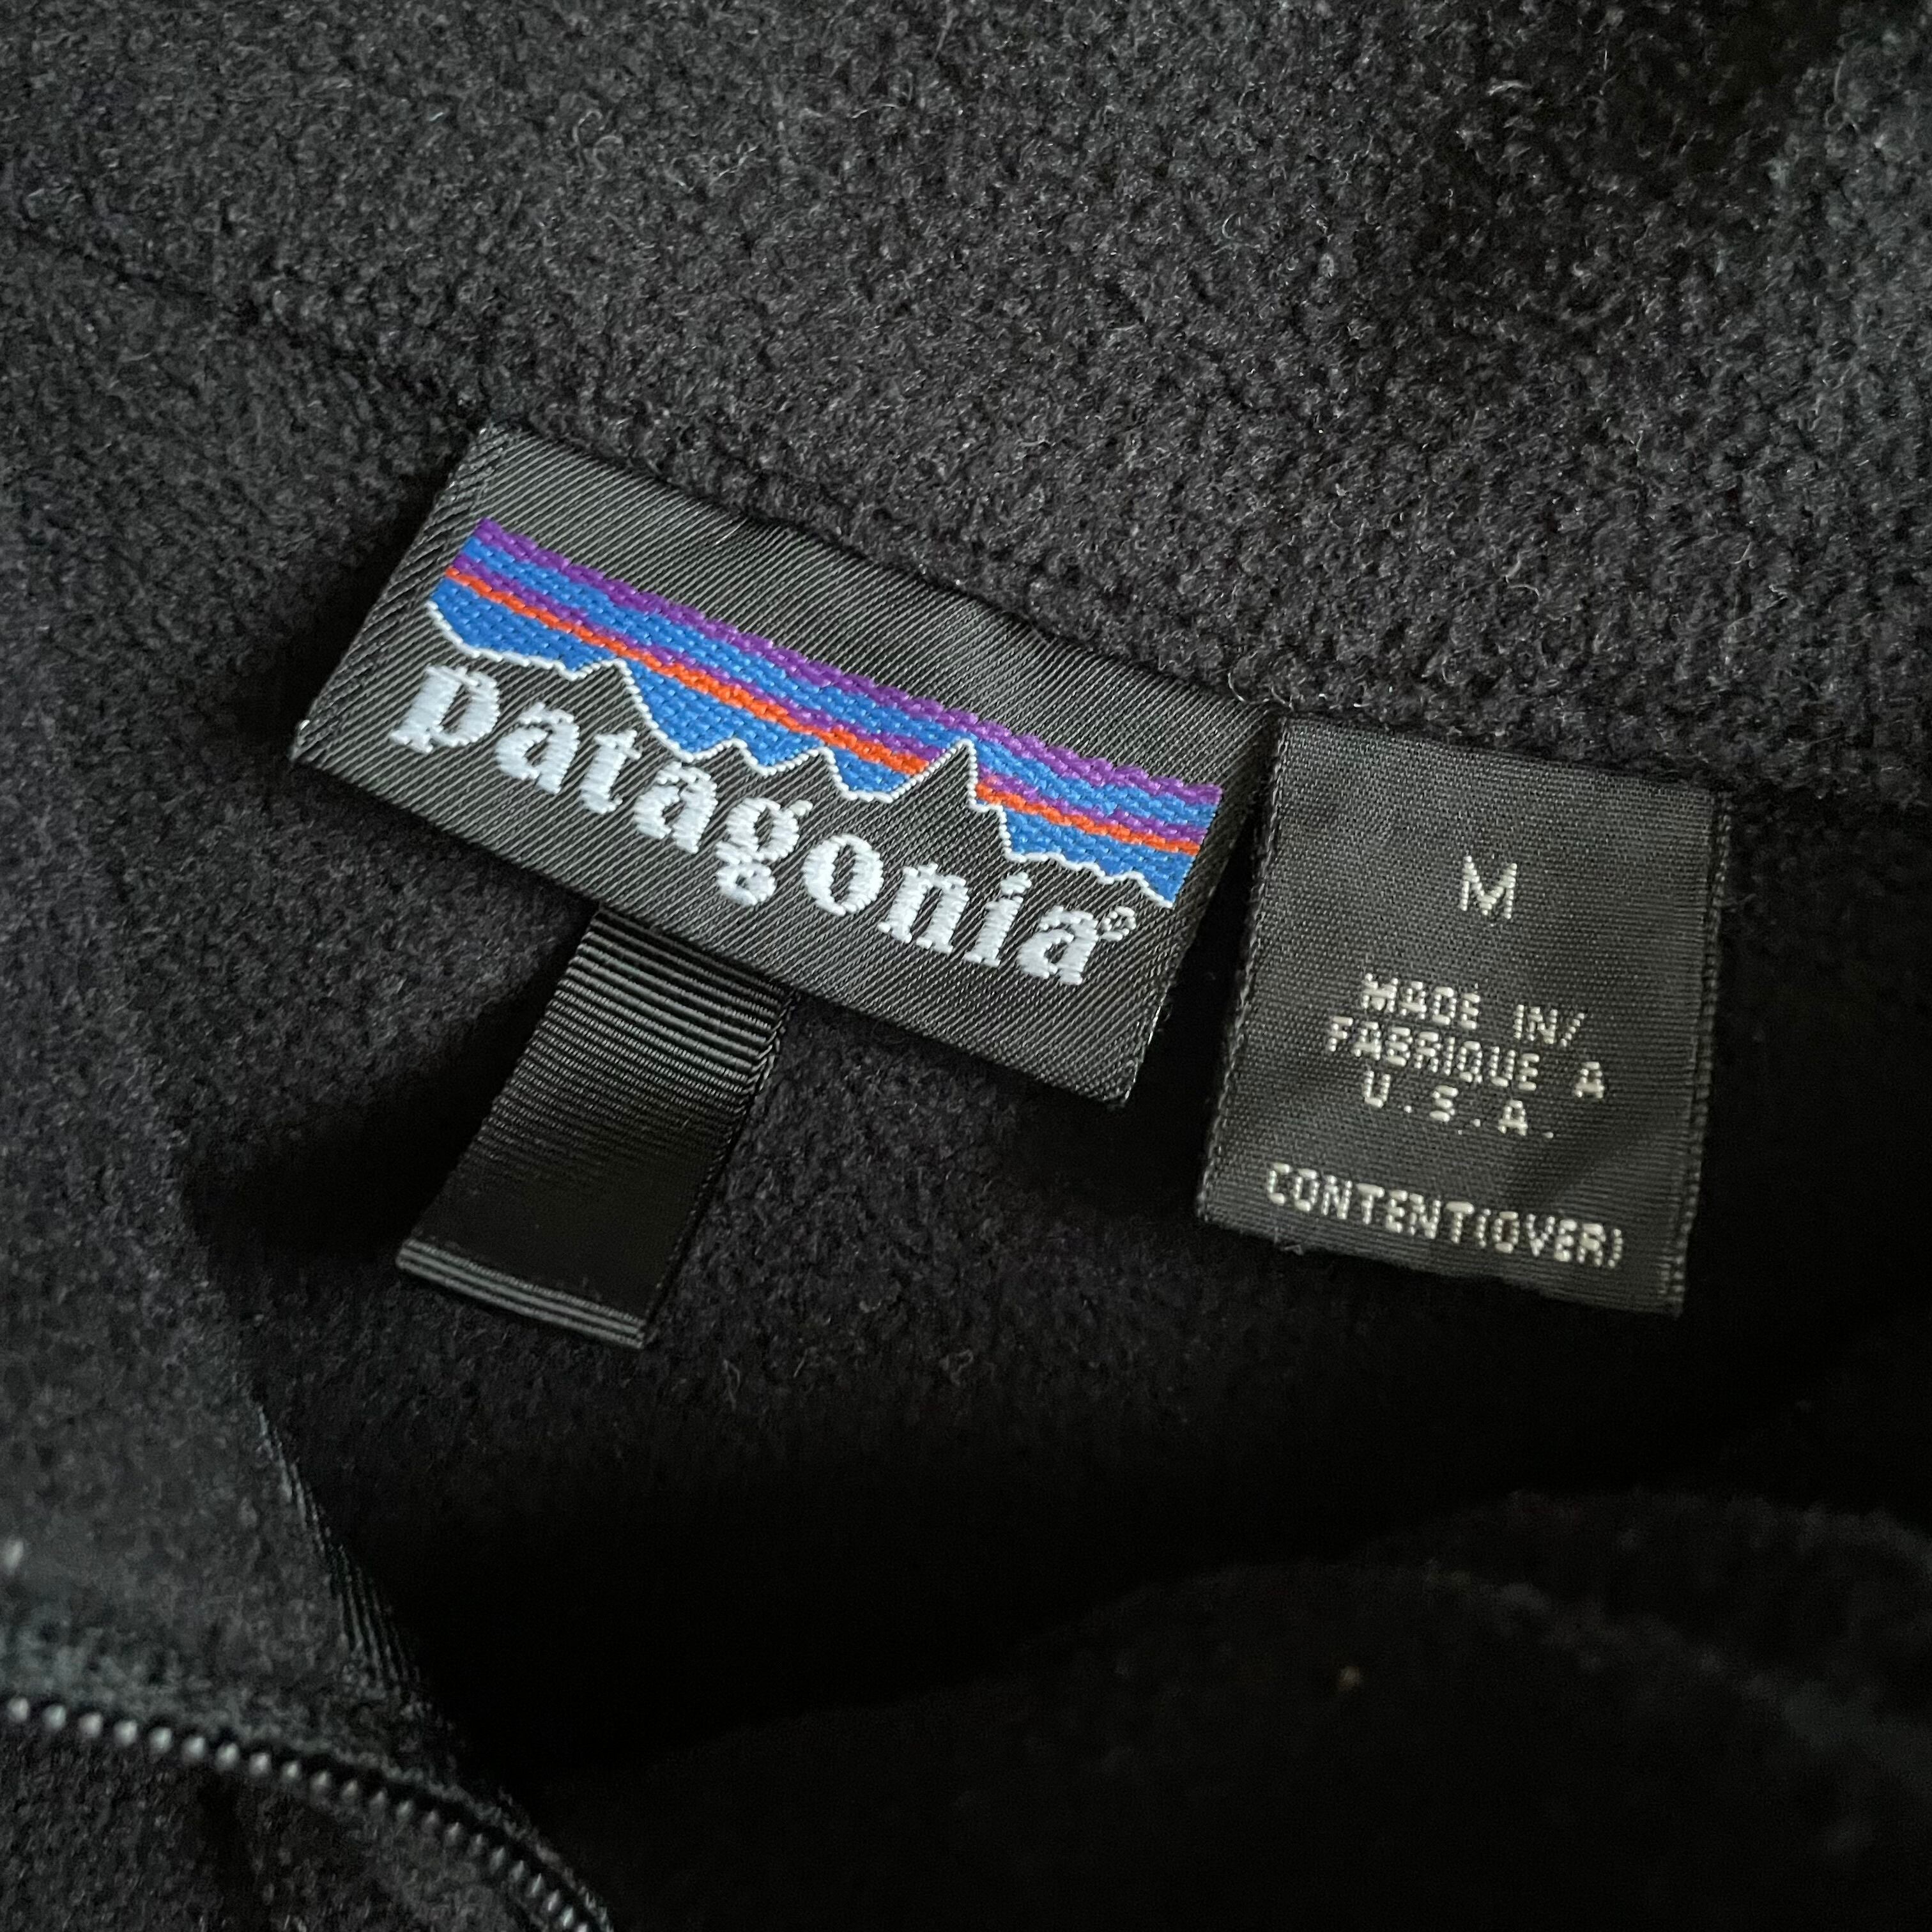 patagonia®
M
MADE IN/
FABRIQUE A
U.S.A.
CONTENT(OVER)